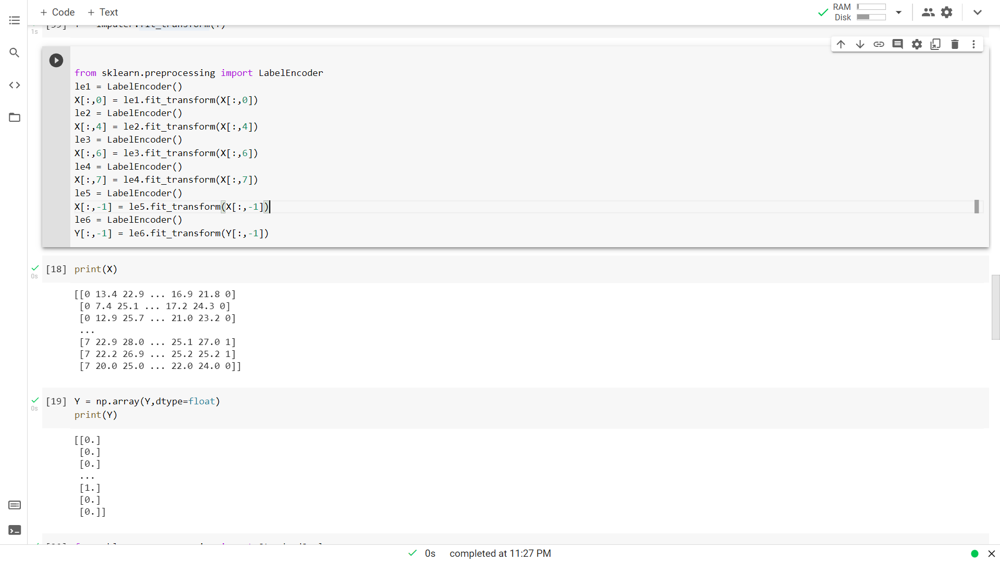 + Code + Text
RAM
Disk
1s
from sklearn.preprocessing import LabelEncoder
le1 = LabelEncoder()
X[:,0] = le1.fit_transform(X[:,0])
le2 = LabelEncoder()
X[:,4] = le2.fit_transform(X[:,4])
le3 = LabelEncoder()
X[:,6] = le3.fit_transform(X[:,6])
le4 = LabelEncoder()
X[:,7] = le4.fit_transform(X[:,7])
le5 = LabelEncoder()
X[:,-1] = le5.fit_transform(X[:,-1])
le6 = LabelEncoder()
Y[:,-1] = le6.fit_transform(Y[:,-1])
[18] print(X)
0s
[[0 13.4 22.9 ... 16.9 21.8 0]
[0 7.4 25.1 ... 17.2 24.3 0]
[0 12.9 25.7 ... 21.0 23.2 0]
...
[7 22.9 28.0 ... 25.1 27.0 1]
[7 22.2 26.9 ... 25.2 25.2 1]
[7 20.0 25.0 ... 22.0 24.0 0]]
[19] Y = np.array(Y,dtype=float)
0s
print(Y)
[[0.]
[0.]
[0.]
...
[1.]
[0.]
[0.]]
0s completed at 11:27 PM